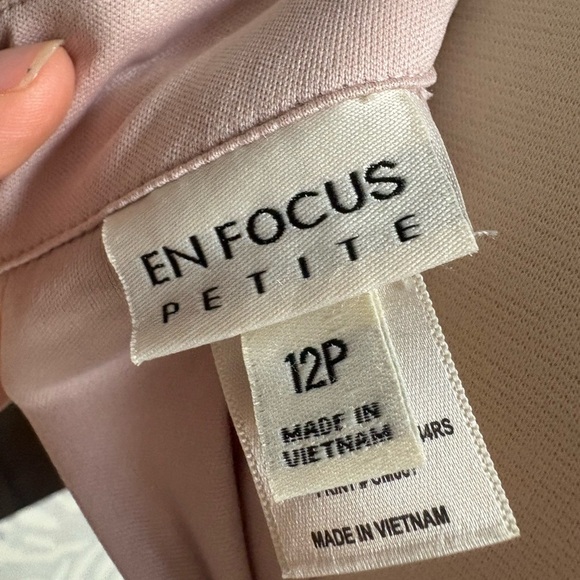 EN FOCUS
PETITE
12P
MADE IN
VIETNAM
MADE IN VIETNAM